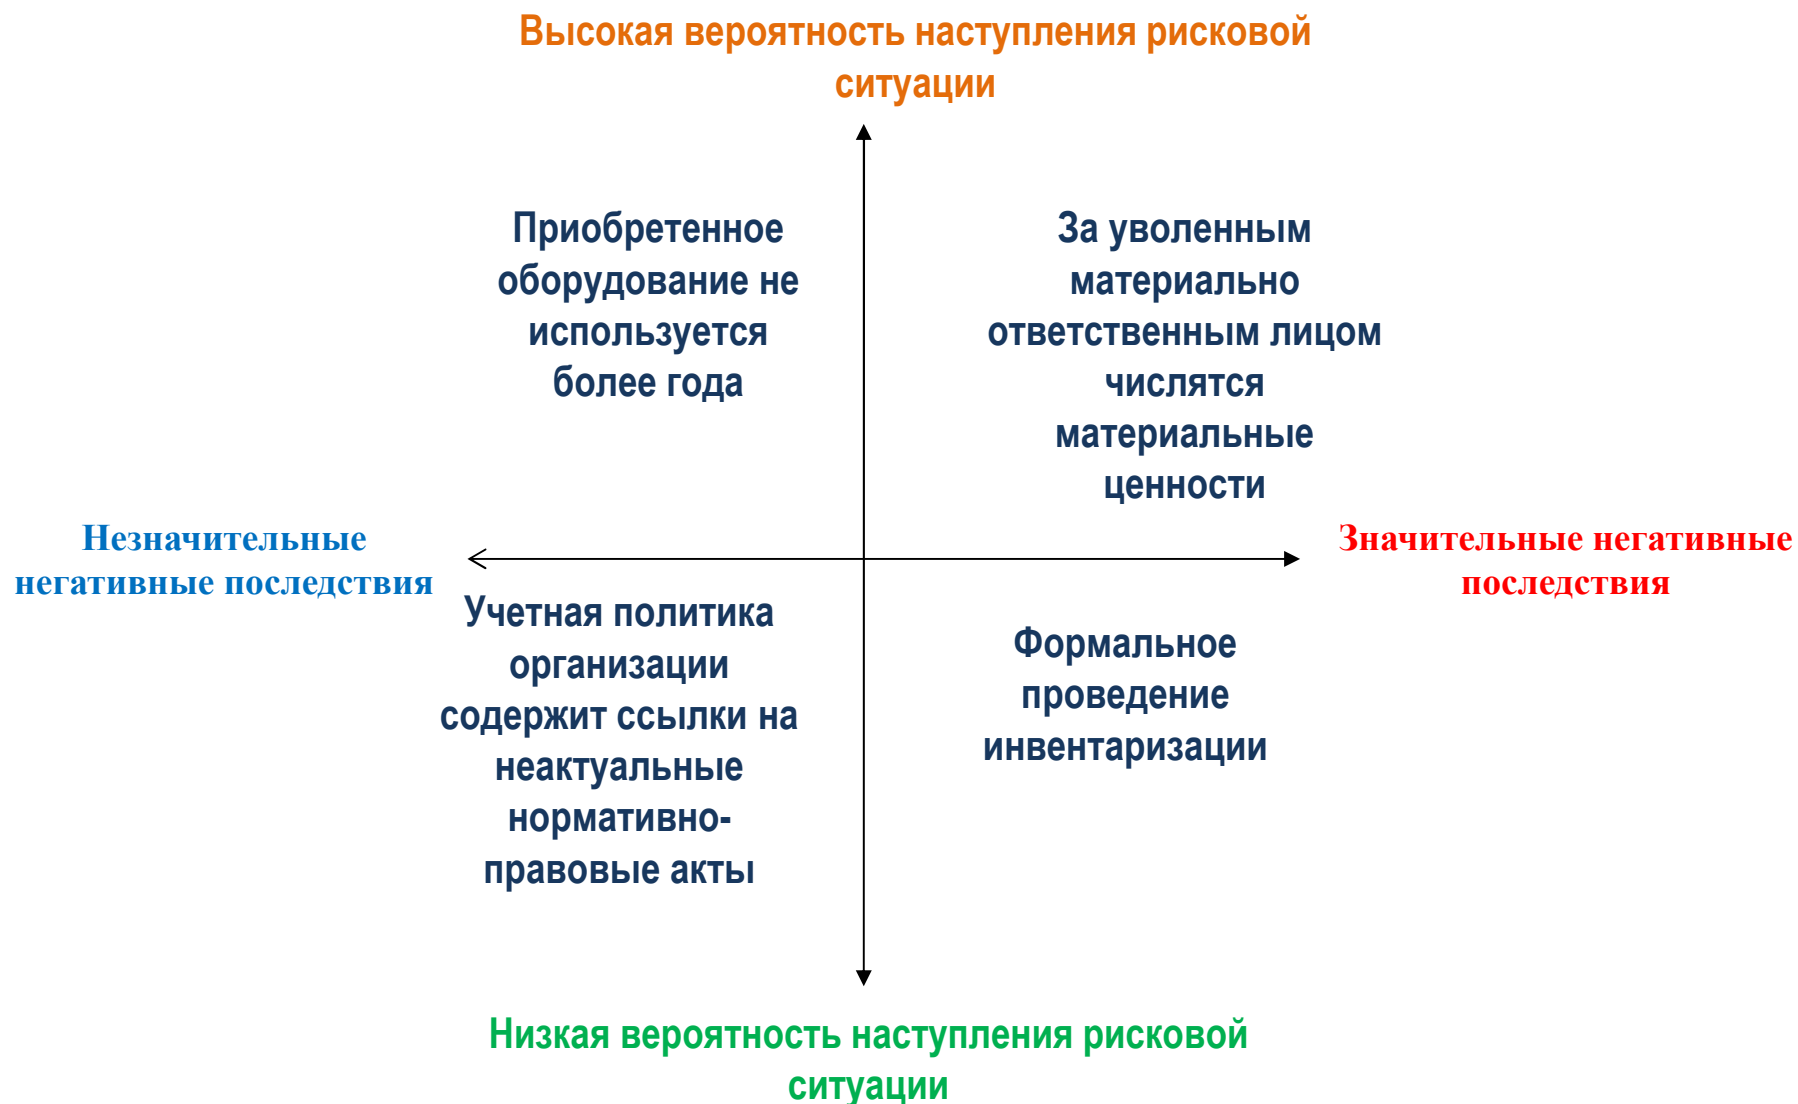 Высокая вероятность наступления рисковой
ситуации
Приобретенное
оборудование не
используется
более года
За уволенным
материально
ответственным лицом
числятся
материальные
ценности
Незначительные
негативные последствия
Значительные негативные
последствия
Учетная политика
организации
содержит ссылки на
неактуальные
нормативно-
правовые акты
Формальное
проведение
инвентаризации
Низкая вероятность наступления рисковой
ситуации